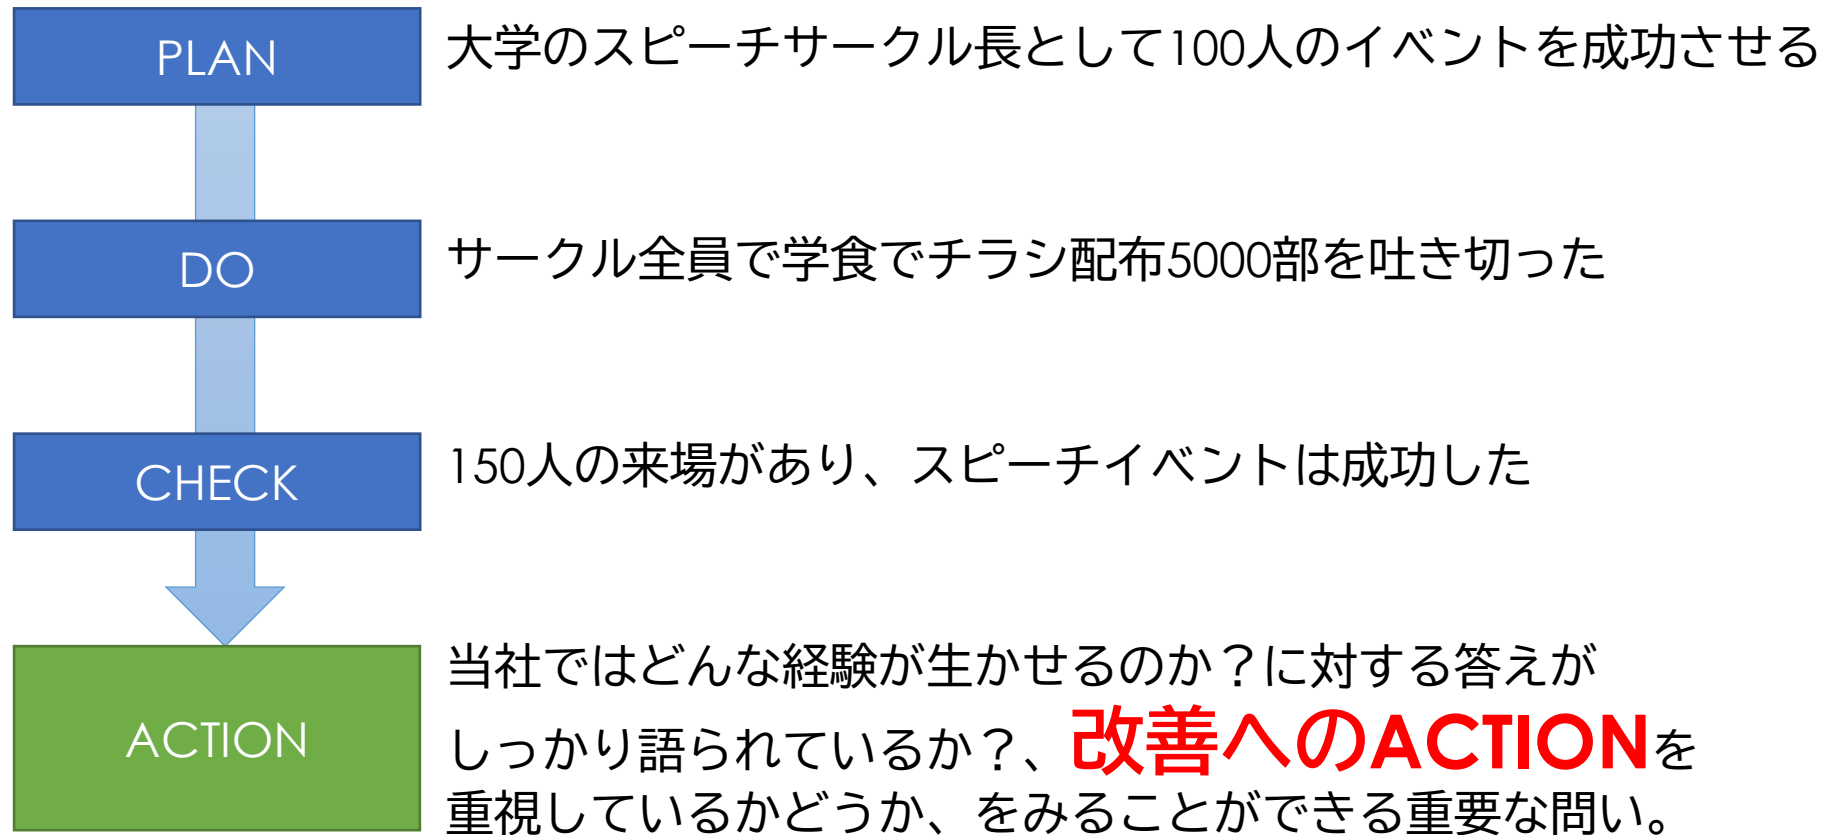 PLAN
大学のスピーチサークル長として100人のイベントを成功させる
DO
サークル全員で学食でチラシ配布5000部を吐き切った
CHECK
150人の来場があり、スピーチイベントは成功した
ACTION
当社ではどんな経験が生かせるのか？に対する答えが
しっかり語られているか？、改善へのACTIONを
重視しているかどうか、をみることができる重要な問い。